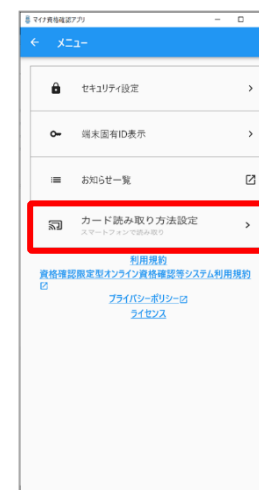 マイナ資格確認アプリ
メニュー
セキュリティ設定
端末固有ID表示
お知らせ一覧
カード読み取り方法設定
スマートフォンで読み取り
利用規約
資格確認限定型オンライン資格確認等システム利用規約
プライバシーポリシー
ライセンス